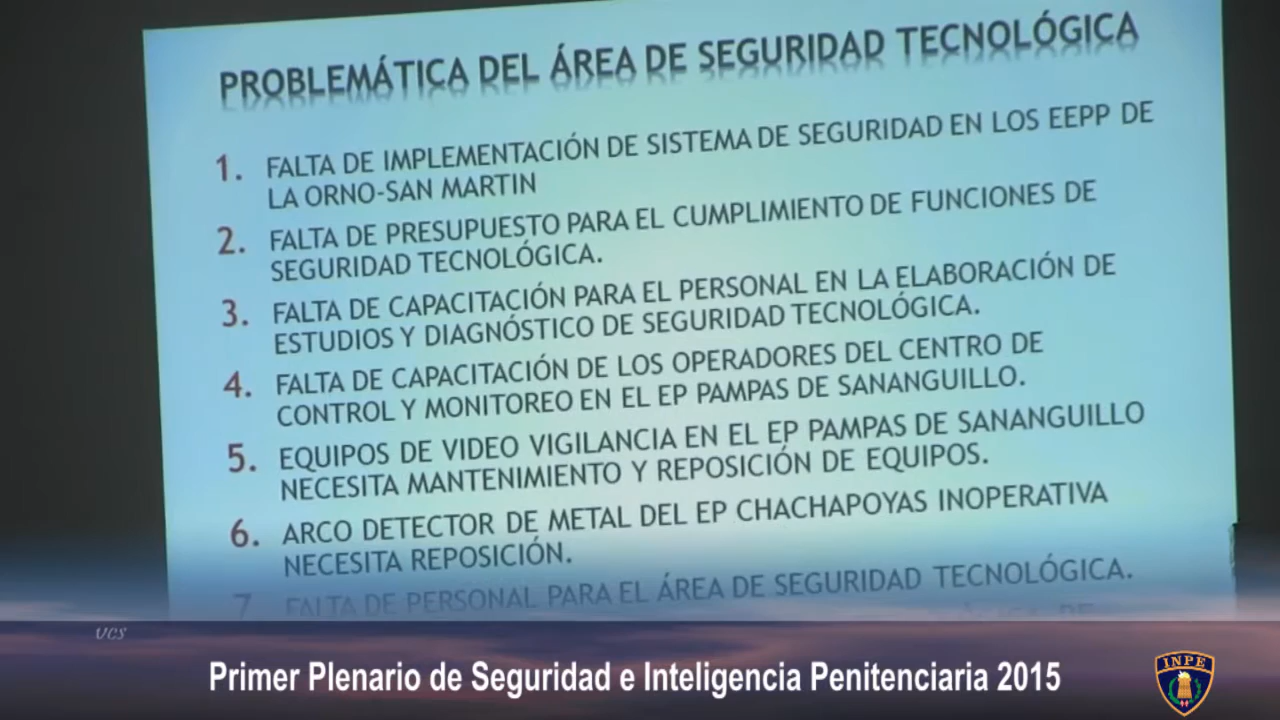 PROBLEMÁTICA DEL ÁREA DE SEGURIDAD TECNOLÓGICA
1. FALTA DE IMPLEMENTACIÓN DE SISTEMA DE SEGURIDAD EN LOS EEPP DE
LA ORNO-SAN MARTIN
2. FALTA DE PRESUPUESTO PARA EL CUMPLIMIENTO DE FUNCIONES DE
SEGURIDAD TECNOLÓGICA.
3. FALTA DE CAPACITACIÓN PARA EL PERSONAL EN LA ELABORACIÓN DE
ESTUDIOS Y DIAGNÓSTICO DE SEGURIDAD TECNOLÓGICA.
4. FALTA DE CAPACITACIÓN DE LOS OPERADORES DEL CENTRO DE
CONTROL Y MONITOREO EN EL EP PAMPAS DE SANANGUILLO.
5. EQUIPOS DE VIDEO VIGILANCIA EN EL EP PAMPAS DE SANANGUILLO
NECESITA MANTENIMIENTO Y REPOSICIÓN DE EQUIPOS.
6. ARCO DETECTOR DE METAL DEL EP CHACHAPOYAS INOPERATIVA
NECESITA REPOSICIÓN.
7 FALTA DE PERSONAL PARA EL ÁREA DE SEGURIDAD TECNOLÓGICA.
VCS
Primer Plenario de Seguridad e Inteligencia Penitenciaria 2015
INPE